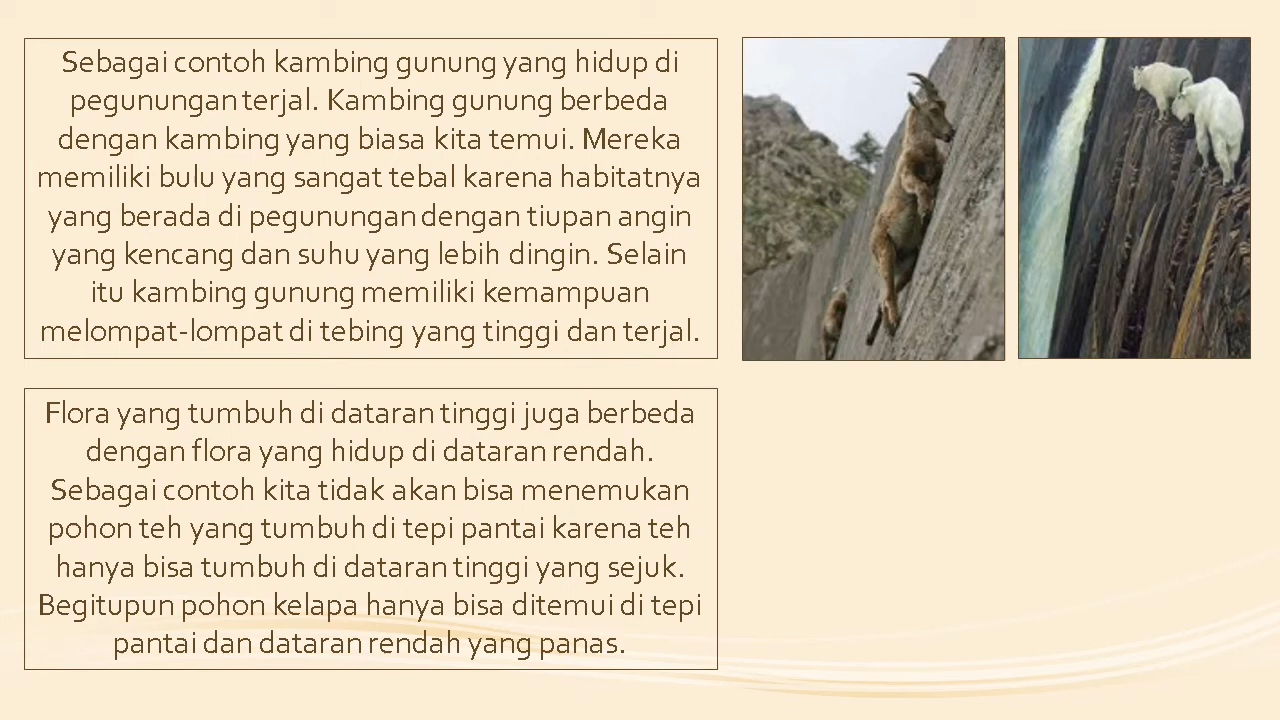 Sebagai contoh kambing gunung yang hidup di
pegunungan terjal. Kambing gunung berbeda
dengan kambing yang biasa kita temui. Mereka
memiliki bulu yang sangat tebal karena habitatnya
yang berada di pegunungan dengan tiupan angin
yang kencang dan suhu yang lebih dingin. Selain
itu kambing gunung memiliki kemampuan
melompat-lompat di tebing yang tinggi dan terjal.
Flora yang tumbuh di dataran tinggi juga berbeda
dengan flora yang hidup di dataran rendah.
Sebagai contoh kita tidak akan bisa menemukan
pohon teh yang tumbuh di tepi pantai karena teh
hanya bisa tumbuh di dataran tinggi yang sejuk.
Begitupun pohon kelapa hanya bisa ditemui di tepi
pantai dan dataran rendah yang panas.